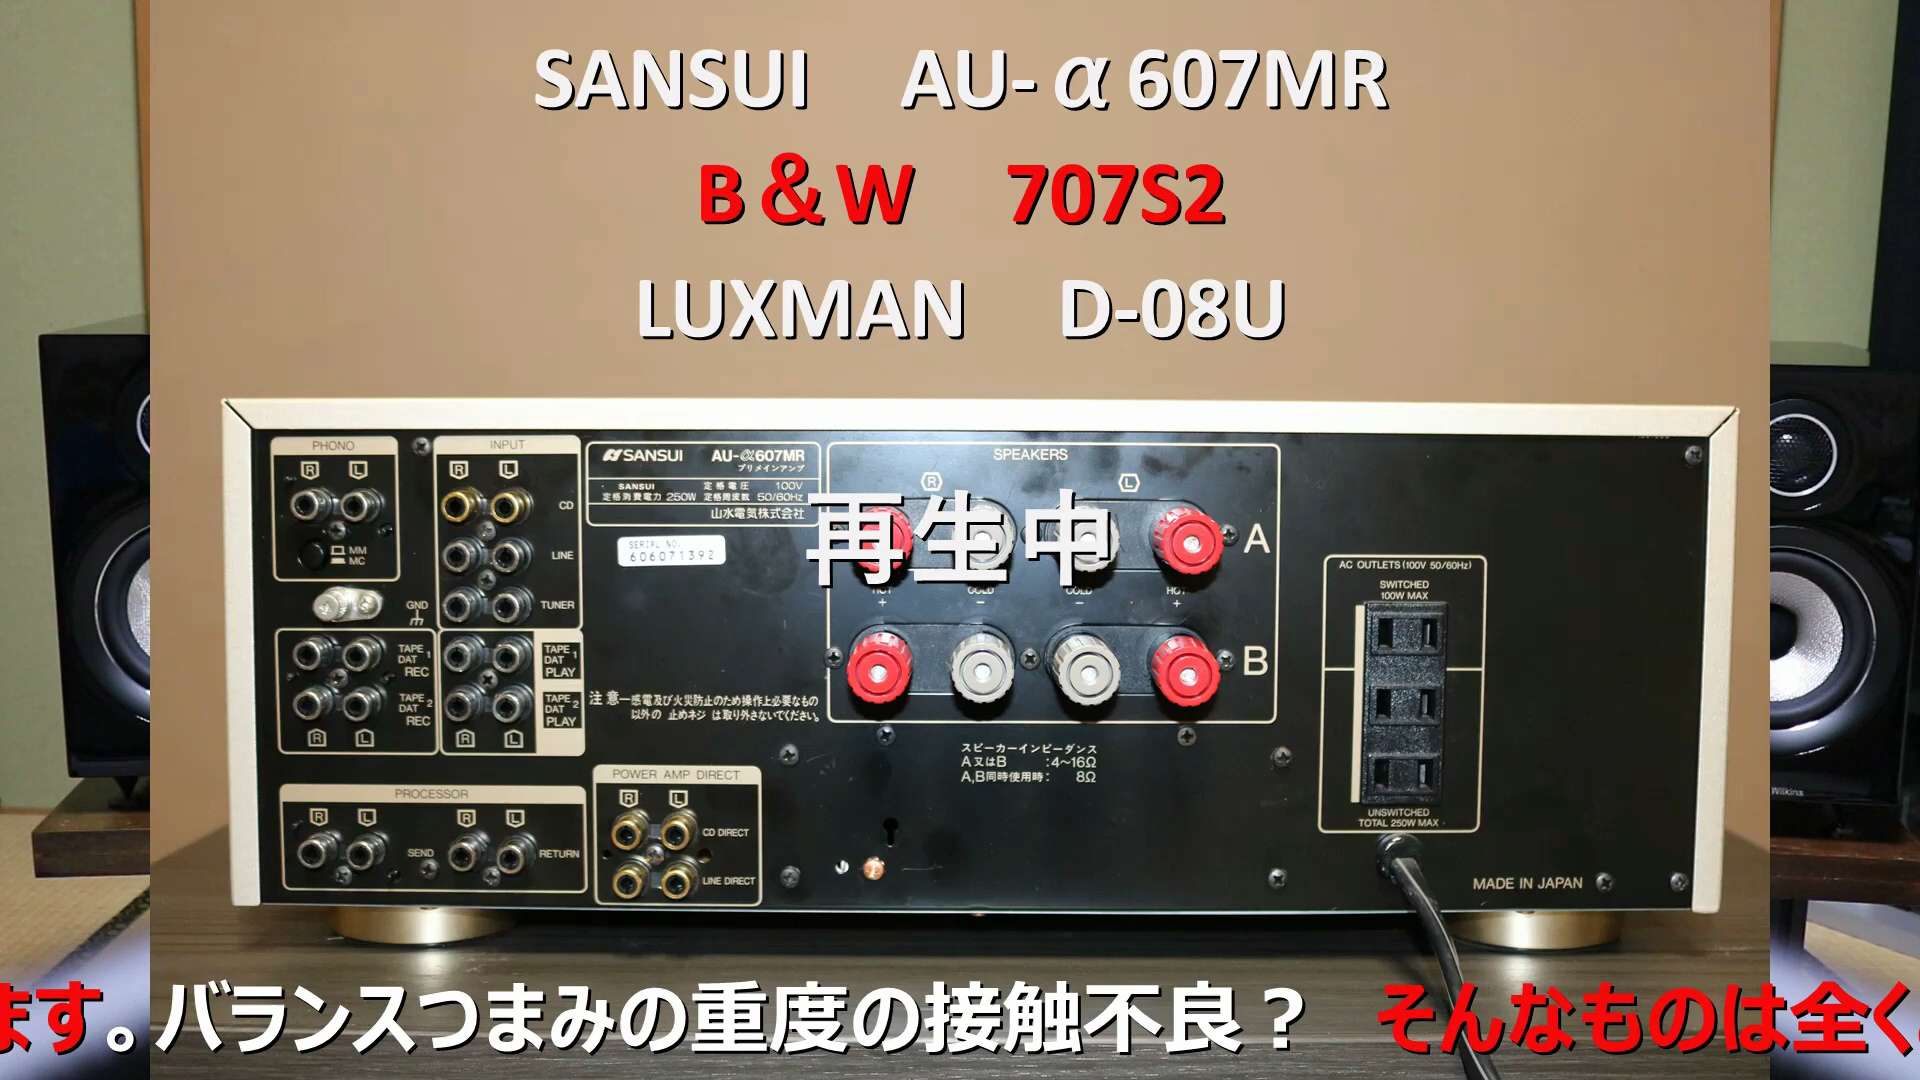 SANSUI AU-α607MR
B＆W 707S2
LUXMAN D-08U
再生中
PHONO
R L
MM
MC
GND
INPUT
R L
CD
LINE
TUNER
TAPE 1
DAT
REC
TAPE 2
DAT
REC
R L
TAPE 1
DAT
PLAY
TAPE 2
DAT
PLAY
R L
SANSUI AU-α607MR
プリメインアンプ
SANSUI 定格電圧 100V
定格消費電力 250W 定格周波数 50/60Hz
山水電気株式会社
SERIAL NO.
606071392
注意—感電及び火災防止のため操作上必要なもの
以外の 止めネジ は取り外さないでください。
SPEAKERS
R L
A
HOT COLD COLD HOT
+ − − +
B
スピーカーインピーダンス
A又はB :4~16Ω
A,B同時使用時: 8Ω
AC OUTLETS (100V 50/60Hz)
SWITCHED
100W MAX
UNSWITCHED
TOTAL 250W MAX
PROCESSOR
R L R L
SEND RETURN
POWER AMP DIRECT
R L
CD DIRECT
LINE DIRECT
MADE IN JAPAN
Wilkins
ます。バランスつまみの重度の接触不良？ そんなものは全く